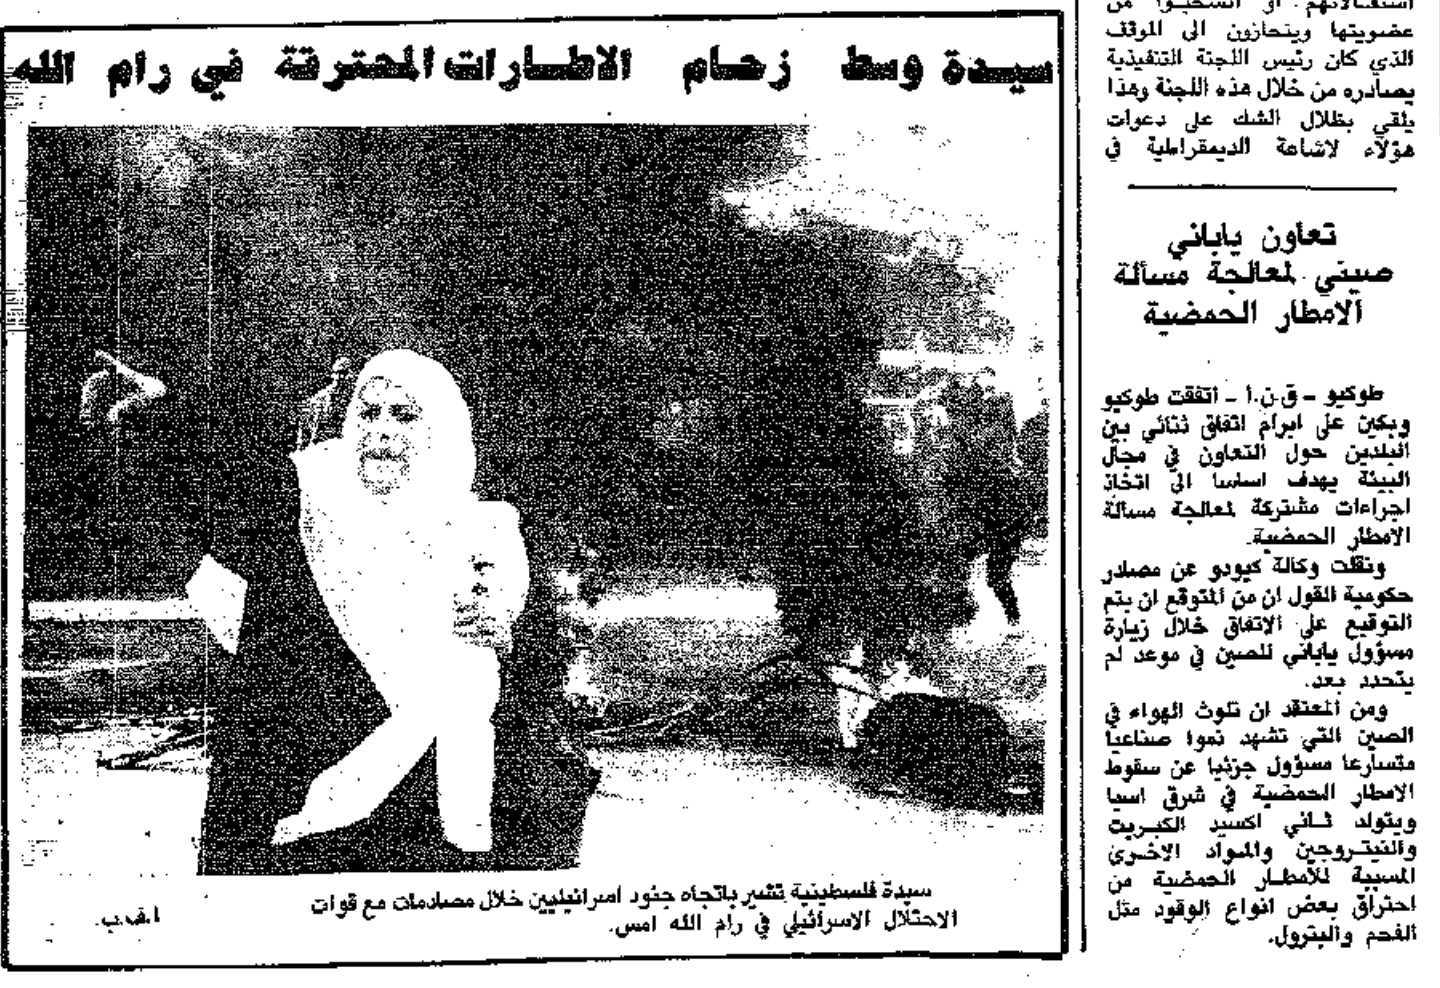 سيدة وسط زحام الاطارات المحترقة في رام الله
سيدة فلسطينية تشير باتجاه جنود اسرائيليين خلال مصادمات مع قوات
الاحتلال الاسرائيلي في رام الله امس.
ا.ف.ب.
استقالاتهم او انسحبوا من
عضويتها وينحازون الى الموقف
الذي كان رئيس اللجنة التنفيذية
يصادره من خلال هذه اللجنة وهذا
يلقي بظلال الشك على دعوات
هؤلاء لاشاعة الديمقراطية في
تعاون ياباني
صيني لمعالجة مسألة
الامطار الحمضية
طوكيو - ق.ن.أ - اتفقت طوكيو
وبكين على ابرام اتفاق ثنائي بين
البلدين حول التعاون في مجال
البيئة يهدف اساسا الى اتخاذ
اجراءات مشتركة لمعالجة مسألة
الامطار الحمضية.
ونقلت وكالة كيودو عن مصادر
حكومية القول ان من المتوقع ان يتم
التوقيع على الاتفاق خلال زيارة
مسؤول ياباني للصين في موعد لم
يتحدد بعد.
ومن المعتقد ان تلوث الهواء في
الصين التي تشهد نموا صناعيا
متسارعا مسؤول جزئيا عن سقوط
الامطار الحمضية في شرق اسيا
ويتولد ثاني اكسيد الكبريت
والنيتروجين والمواد الاخرى
المسببة للأمطار الحمضية من
احتراق بعض انواع الوقود مثل
الفحم والبترول.